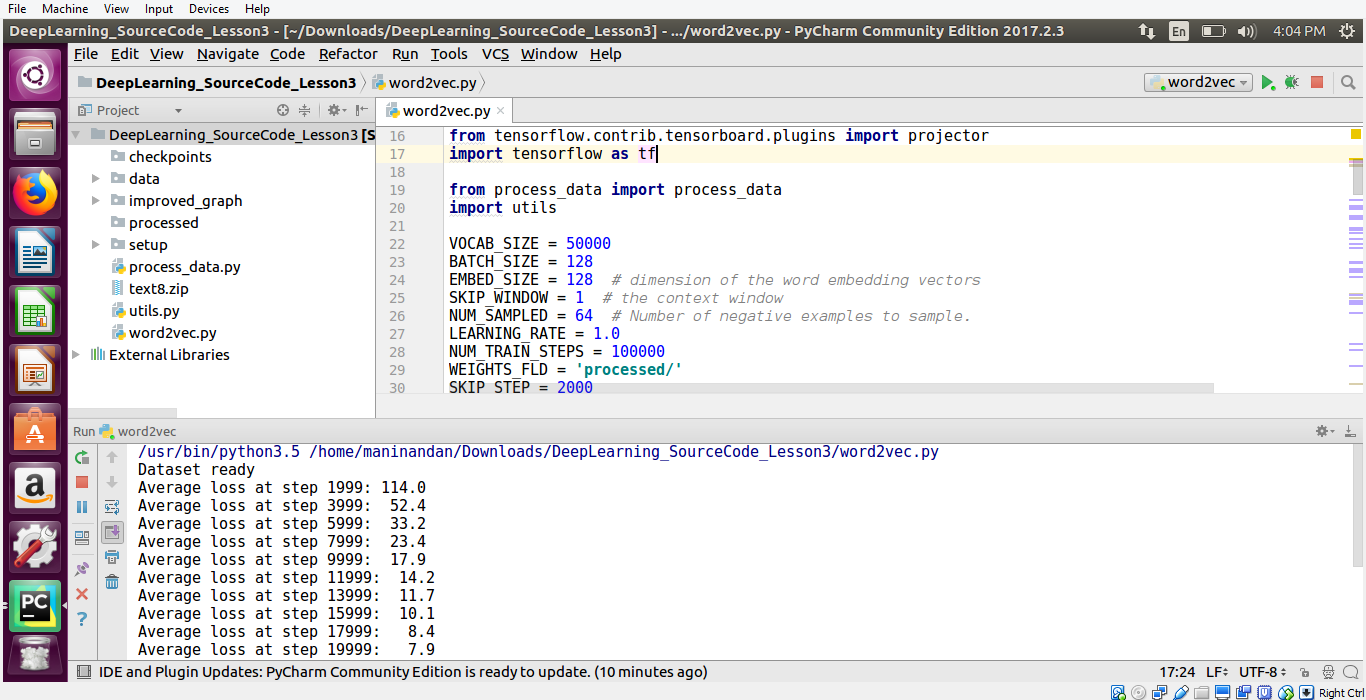 File Machine View Input Devices Help
DeepLearning_SourceCode_Lesson3 - [~/Downloads/DeepLearning_SourceCode_Lesson3] - .../word2vec.py - PyCharm Community Edition 2017.2.3 En 4:04 PM
File Edit View Navigate Code Refactor Run Tools VCS Window Help
DeepLearning_SourceCode_Lesson3 word2vec.py word2vec
Project word2vec.py
DeepLearning_SourceCode_Lesson3 [S
checkpoints
data
improved_graph
processed
setup
process_data.py
text8.zip
utils.py
word2vec.py
External Libraries
16 from tensorflow.contrib.tensorboard.plugins import projector
17 import tensorflow as tf
18
19 from process_data import process_data
20 import utils
21
22 VOCAB_SIZE = 50000
23 BATCH_SIZE = 128
24 EMBED_SIZE = 128  # dimension of the word embedding vectors
25 SKIP_WINDOW = 1  # the context window
26 NUM_SAMPLED = 64  # Number of negative examples to sample.
27 LEARNING_RATE = 1.0
28 NUM_TRAIN_STEPS = 100000
29 WEIGHTS_FLD = 'processed/'
30 SKIP_STEP = 2000
Run word2vec
/usr/bin/python3.5 /home/maninandan/Downloads/DeepLearning_SourceCode_Lesson3/word2vec.py
Dataset ready
Average loss at step 1999: 114.0
Average loss at step 3999:  52.4
Average loss at step 5999:  33.2
Average loss at step 7999:  23.4
Average loss at step 9999:  17.9
Average loss at step 11999:  14.2
Average loss at step 13999:  11.7
Average loss at step 15999:  10.1
Average loss at step 17999:   8.4
Average loss at step 19999:   7.9
a
PC
?
IDE and Plugin Updates: PyCharm Community Edition is ready to update. (10 minutes ago) 17:24 LF UTF-8
Right Ctrl